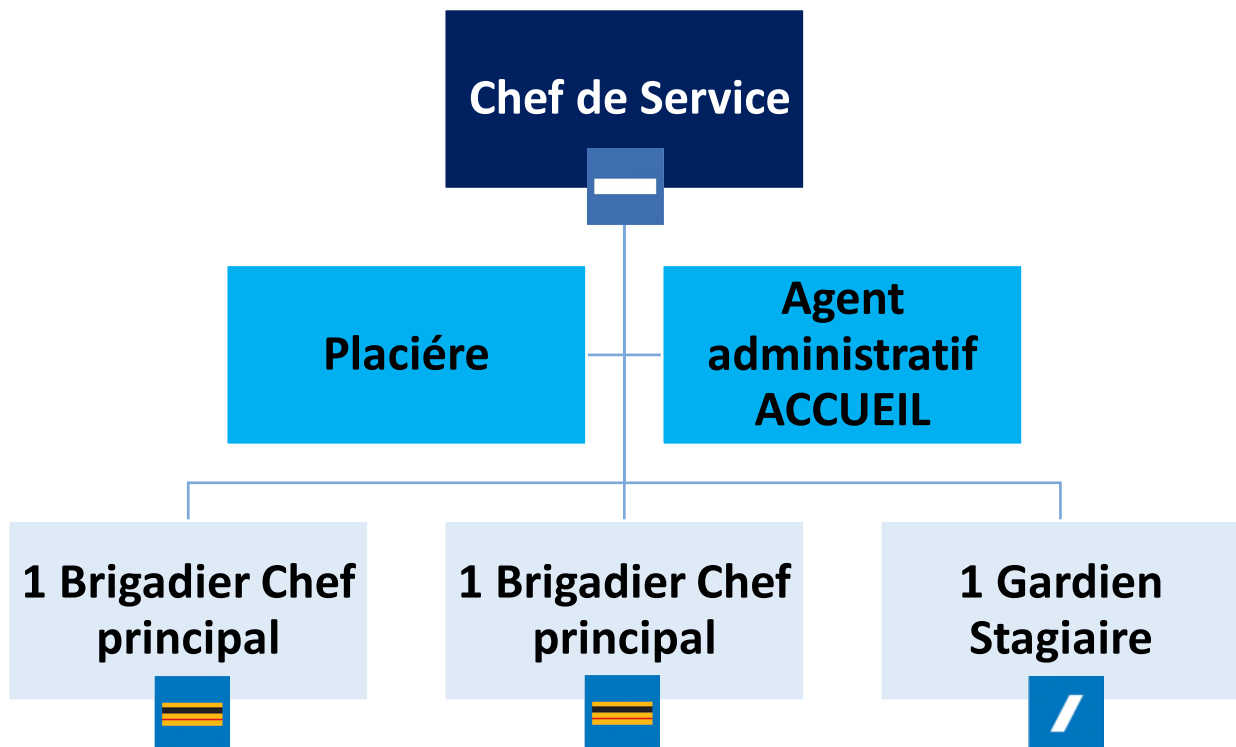 Chef de Service
Placiére
Agent
administratif
ACCUEIL
1 Brigadier Chef
principal
1 Brigadier Chef
principal
1 Gardien
Stagiaire